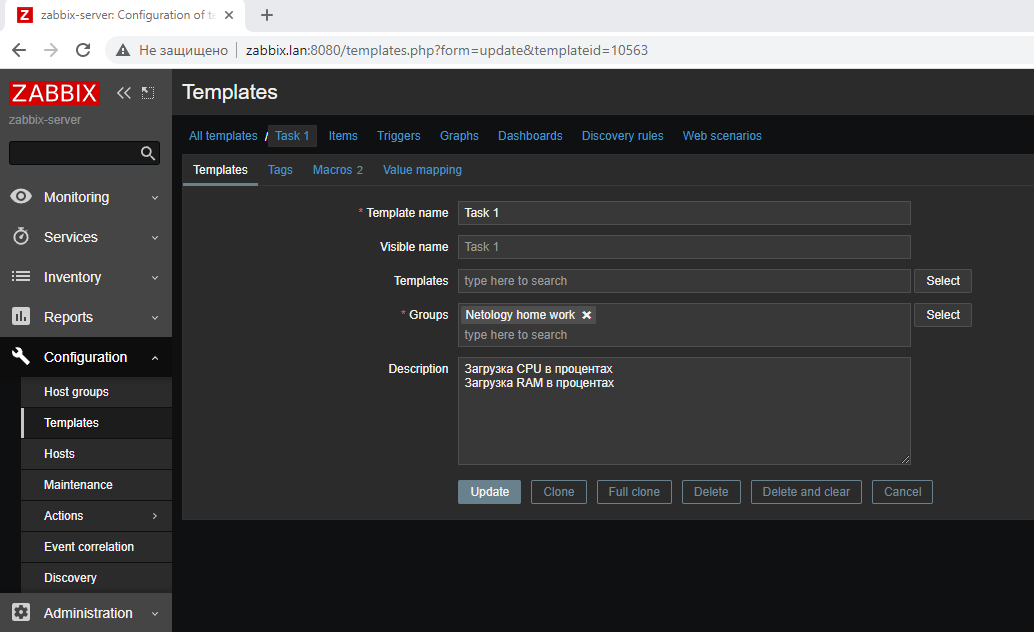 Z zabbix-server: Configuration of te
Не защищено zabbix.lan:8080/templates.php?form=update&templateid=10563
ZABBIX
zabbix-server
Monitoring
Services
Inventory
Reports
Configuration
Host groups
Templates
Hosts
Maintenance
Actions
Event correlation
Discovery
Administration
Templates
All templates / Task 1 Items Triggers Graphs Dashboards Discovery rules Web scenarios
Templates Tags Macros 2 Value mapping
* Template name Task 1
Visible name Task 1
Templates type here to search Select
* Groups Netology home work Select
type here to search
Description Загрузка CPU в процентах
Загрузка RAM в процентах
Update Clone Full clone Delete Delete and clear Cancel